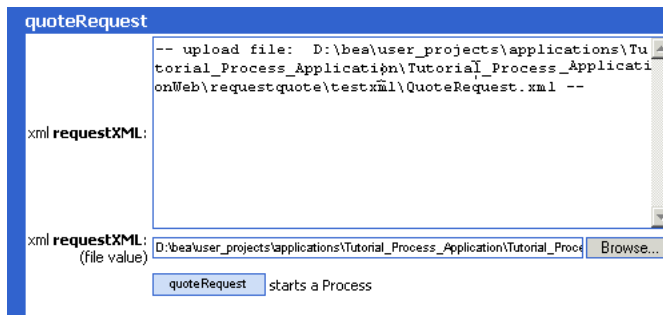 quoteRequest
-- upload file:  D:\bea\user_projects\applications\Tu
torial_Process_Application\Tutorial_Process_Applicati
onWeb\requestquote\testxml\QuoteRequest.xml --
xml requestXML:
xml requestXML:
(file value)
D:\bea\user_projects\applications\Tutorial_Process_Application\Tutorial_Proce
Browse...
quoteRequest starts a Process